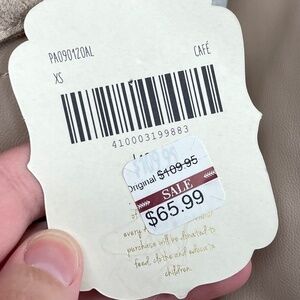 PA090120AL CAFÉ
XS
410003199883
Original $109.95
SALE
$65.99
every
purchase will be donated to
feed, clothe and house
children.